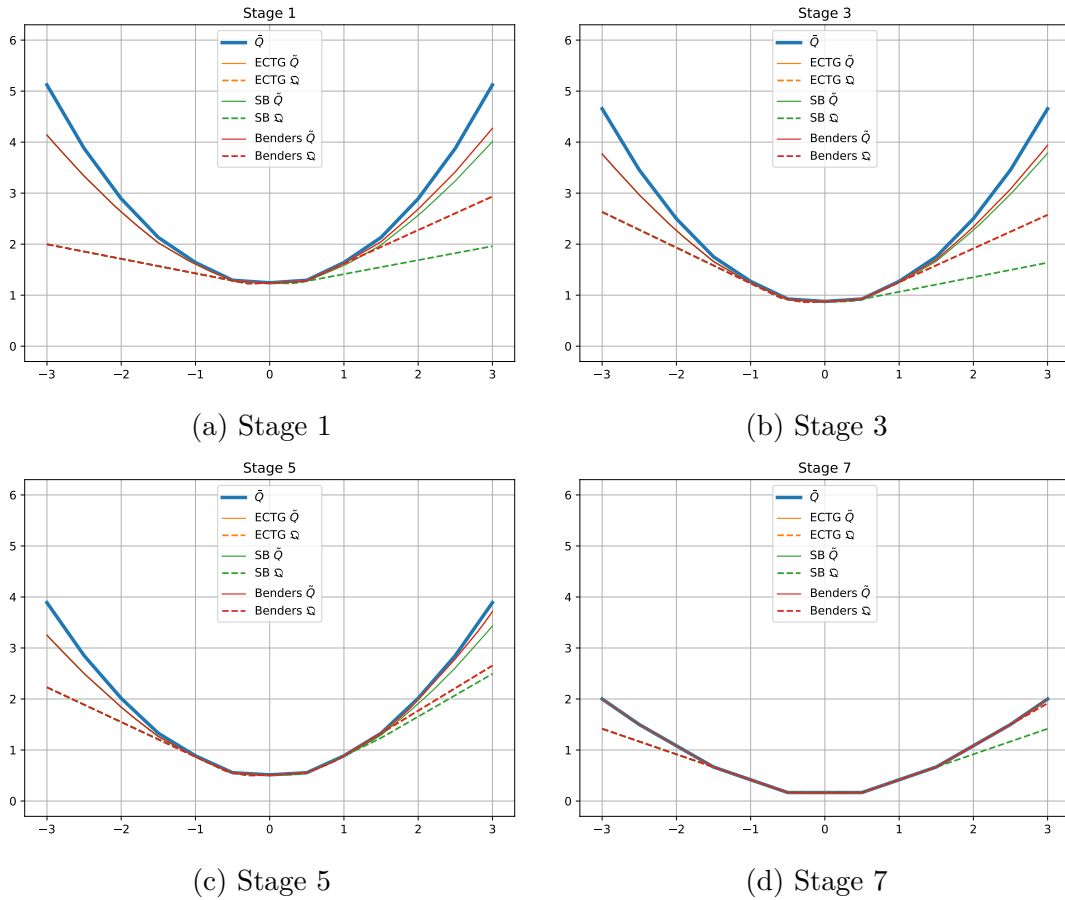 Stage 1
6
5
4
3
2
1
0
−3 −2 −1 0 1 2 3
Q̄
ECTG Q̃
ECTG 𝔔
SB Q̃
SB 𝔔
Benders Q̃
Benders 𝔔
(a) Stage 1
Stage 3
6
5
4
3
2
1
0
−3 −2 −1 0 1 2 3
Q̄
ECTG Q̃
ECTG 𝔔
SB Q̃
SB 𝔔
Benders Q̃
Benders 𝔔
(b) Stage 3
Stage 5
6
5
4
3
2
1
0
−3 −2 −1 0 1 2 3
Q̄
ECTG Q̃
ECTG 𝔔
SB Q̃
SB 𝔔
Benders Q̃
Benders 𝔔
(c) Stage 5
Stage 7
6
5
4
3
2
1
0
−3 −2 −1 0 1 2 3
Q̄
ECTG Q̃
ECTG 𝔔
SB Q̃
SB 𝔔
Benders Q̃
Benders 𝔔
(d) Stage 7